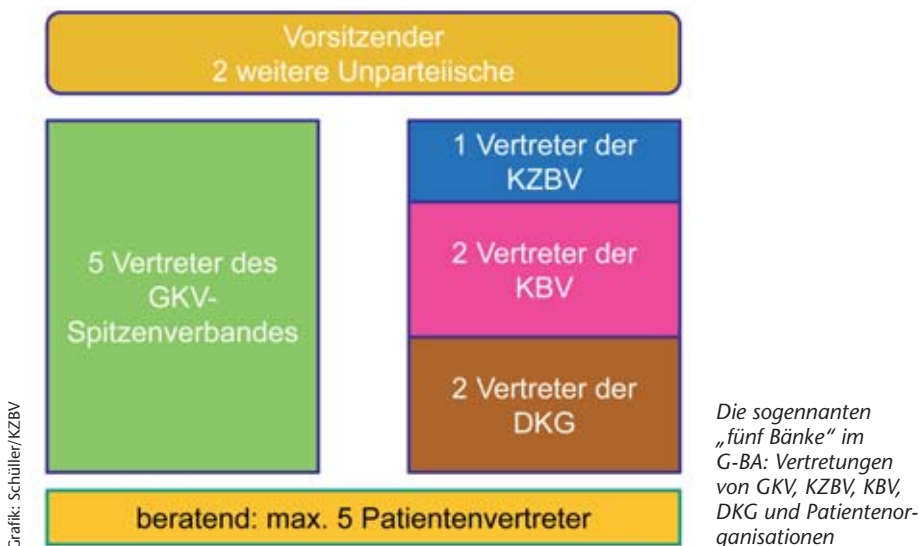 Vorsitzender
2 weitere Unparteiische
5 Vertreter des
GKV-
Spitzenverbandes
1 Vertreter der
KZBV
2 Vertreter der
KBV
2 Vertreter der
DKG
beratend: max. 5 Patientenvertreter
Grafik: Schüller/KZBV
Die sogenannten
„fünf Bänke“ im
G-BA: Vertretungen
von GKV, KZBV, KBV,
DKG und Patientenor-
ganisationen